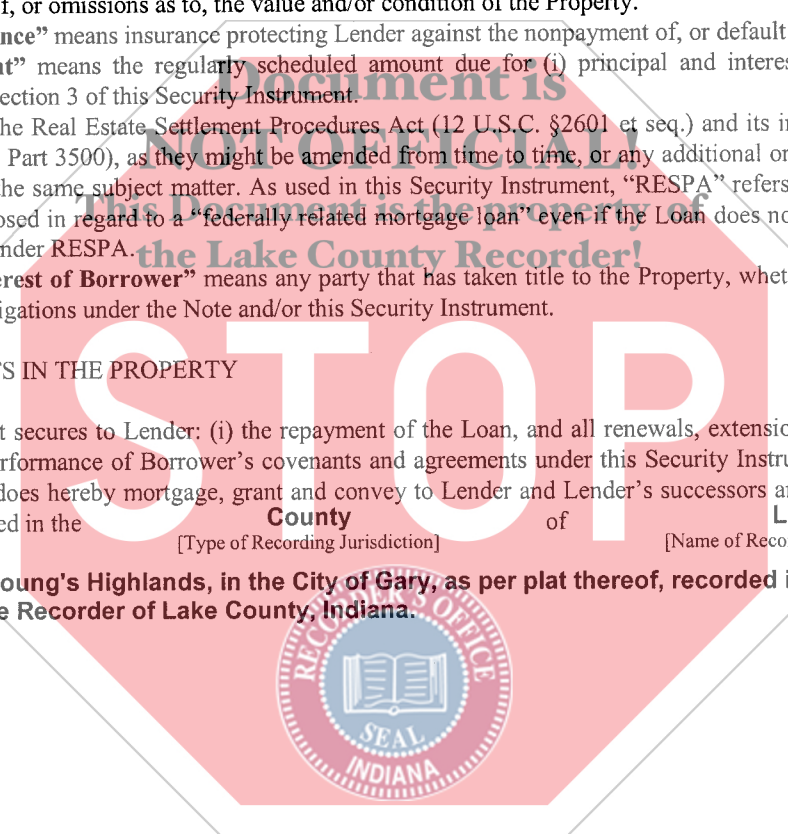 f, or omissions as to, the value and/or condition of the Property.
nce” means insurance protecting Lender against the nonpayment of, or default
nt” means the regularly scheduled amount due for (i) principal and interes
ection 3 of this Security Instrument.
Document is
he Real Estate Settlement Procedures Act (12 U.S.C. §2601 et seq.) and its i
NOT OFFICIAL!
Part 3500), as they might be amended from time to time, or any additional or
he same subject matter. As used in this Security Instrument, “RESPA” refers
This Document is the property of
osed in regard to a “federally related mortgage loan” even if the Loan does no
nder RESPA.
the Lake County Recorder!
erest of Borrower” means any party that has taken title to the Property, whet
igations under the Note and/or this Security Instrument.
STOP
S IN THE PROPERTY
t secures to Lender: (i) the repayment of the Loan, and all renewals, extensio
rformance of Borrower’s covenants and agreements under this Security Instru
does hereby mortgage, grant and convey to Lender and Lender’s successors a
ed in the County of L
[Type of Recording Jurisdiction] [Name of Reco
oung's Highlands, in the City of Gary, as per plat thereof, recorded i
e Recorder of Lake County, Indiana.
RECORDER'S OFFICE
SEAL
INDIANA